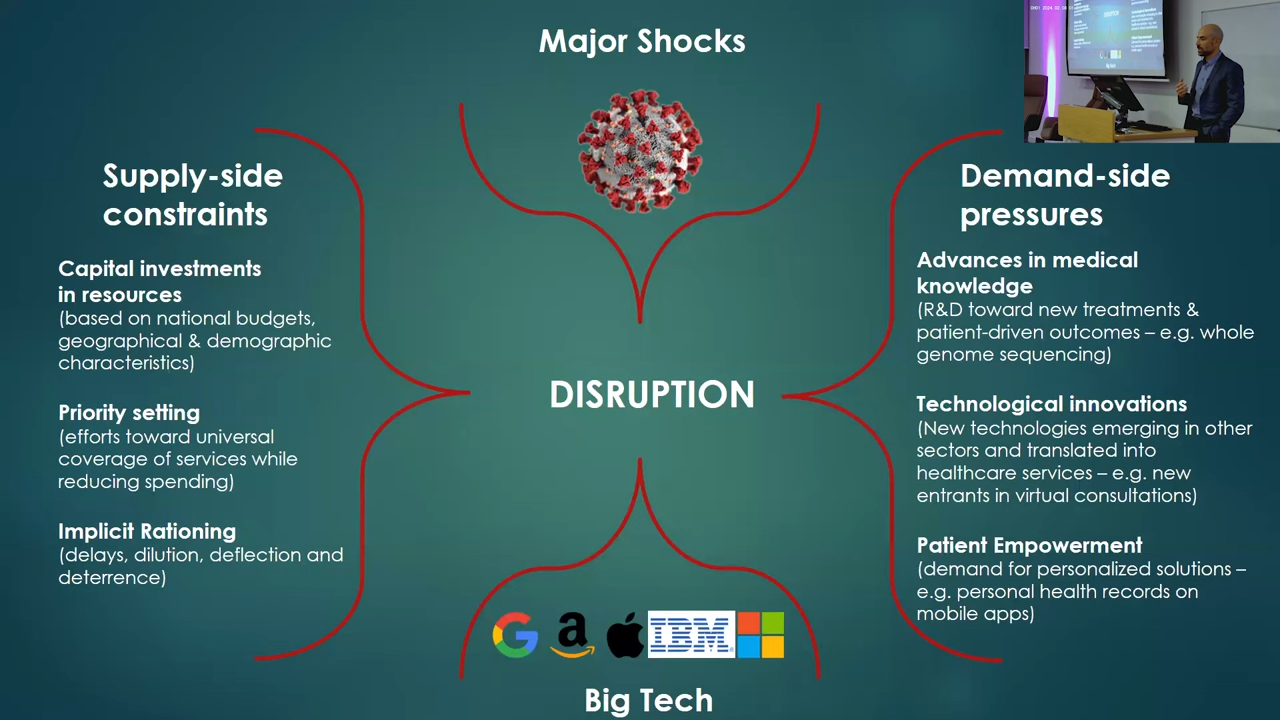 Major Shocks
Supply-side
constraints
Capital investments
in resources
(based on national budgets,
geographical & demographic
characteristics)
Priority setting
(efforts toward universal
coverage of services while
reducing spending)
Implicit Rationing
(delays, dilution, deflection and
deterrence)
DISRUPTION
Demand-side
pressures
Advances in medical
knowledge
(R&D toward new treatments &
patient-driven outcomes – e.g. whole
genome sequencing)
Technological innovations
(New technologies emerging in other
sectors and translated into
healthcare services – e.g. new
entrants in virtual consultations)
Patient Empowerment
(demand for personalized solutions –
e.g. personal health records on
mobile apps)
IBM
Big Tech